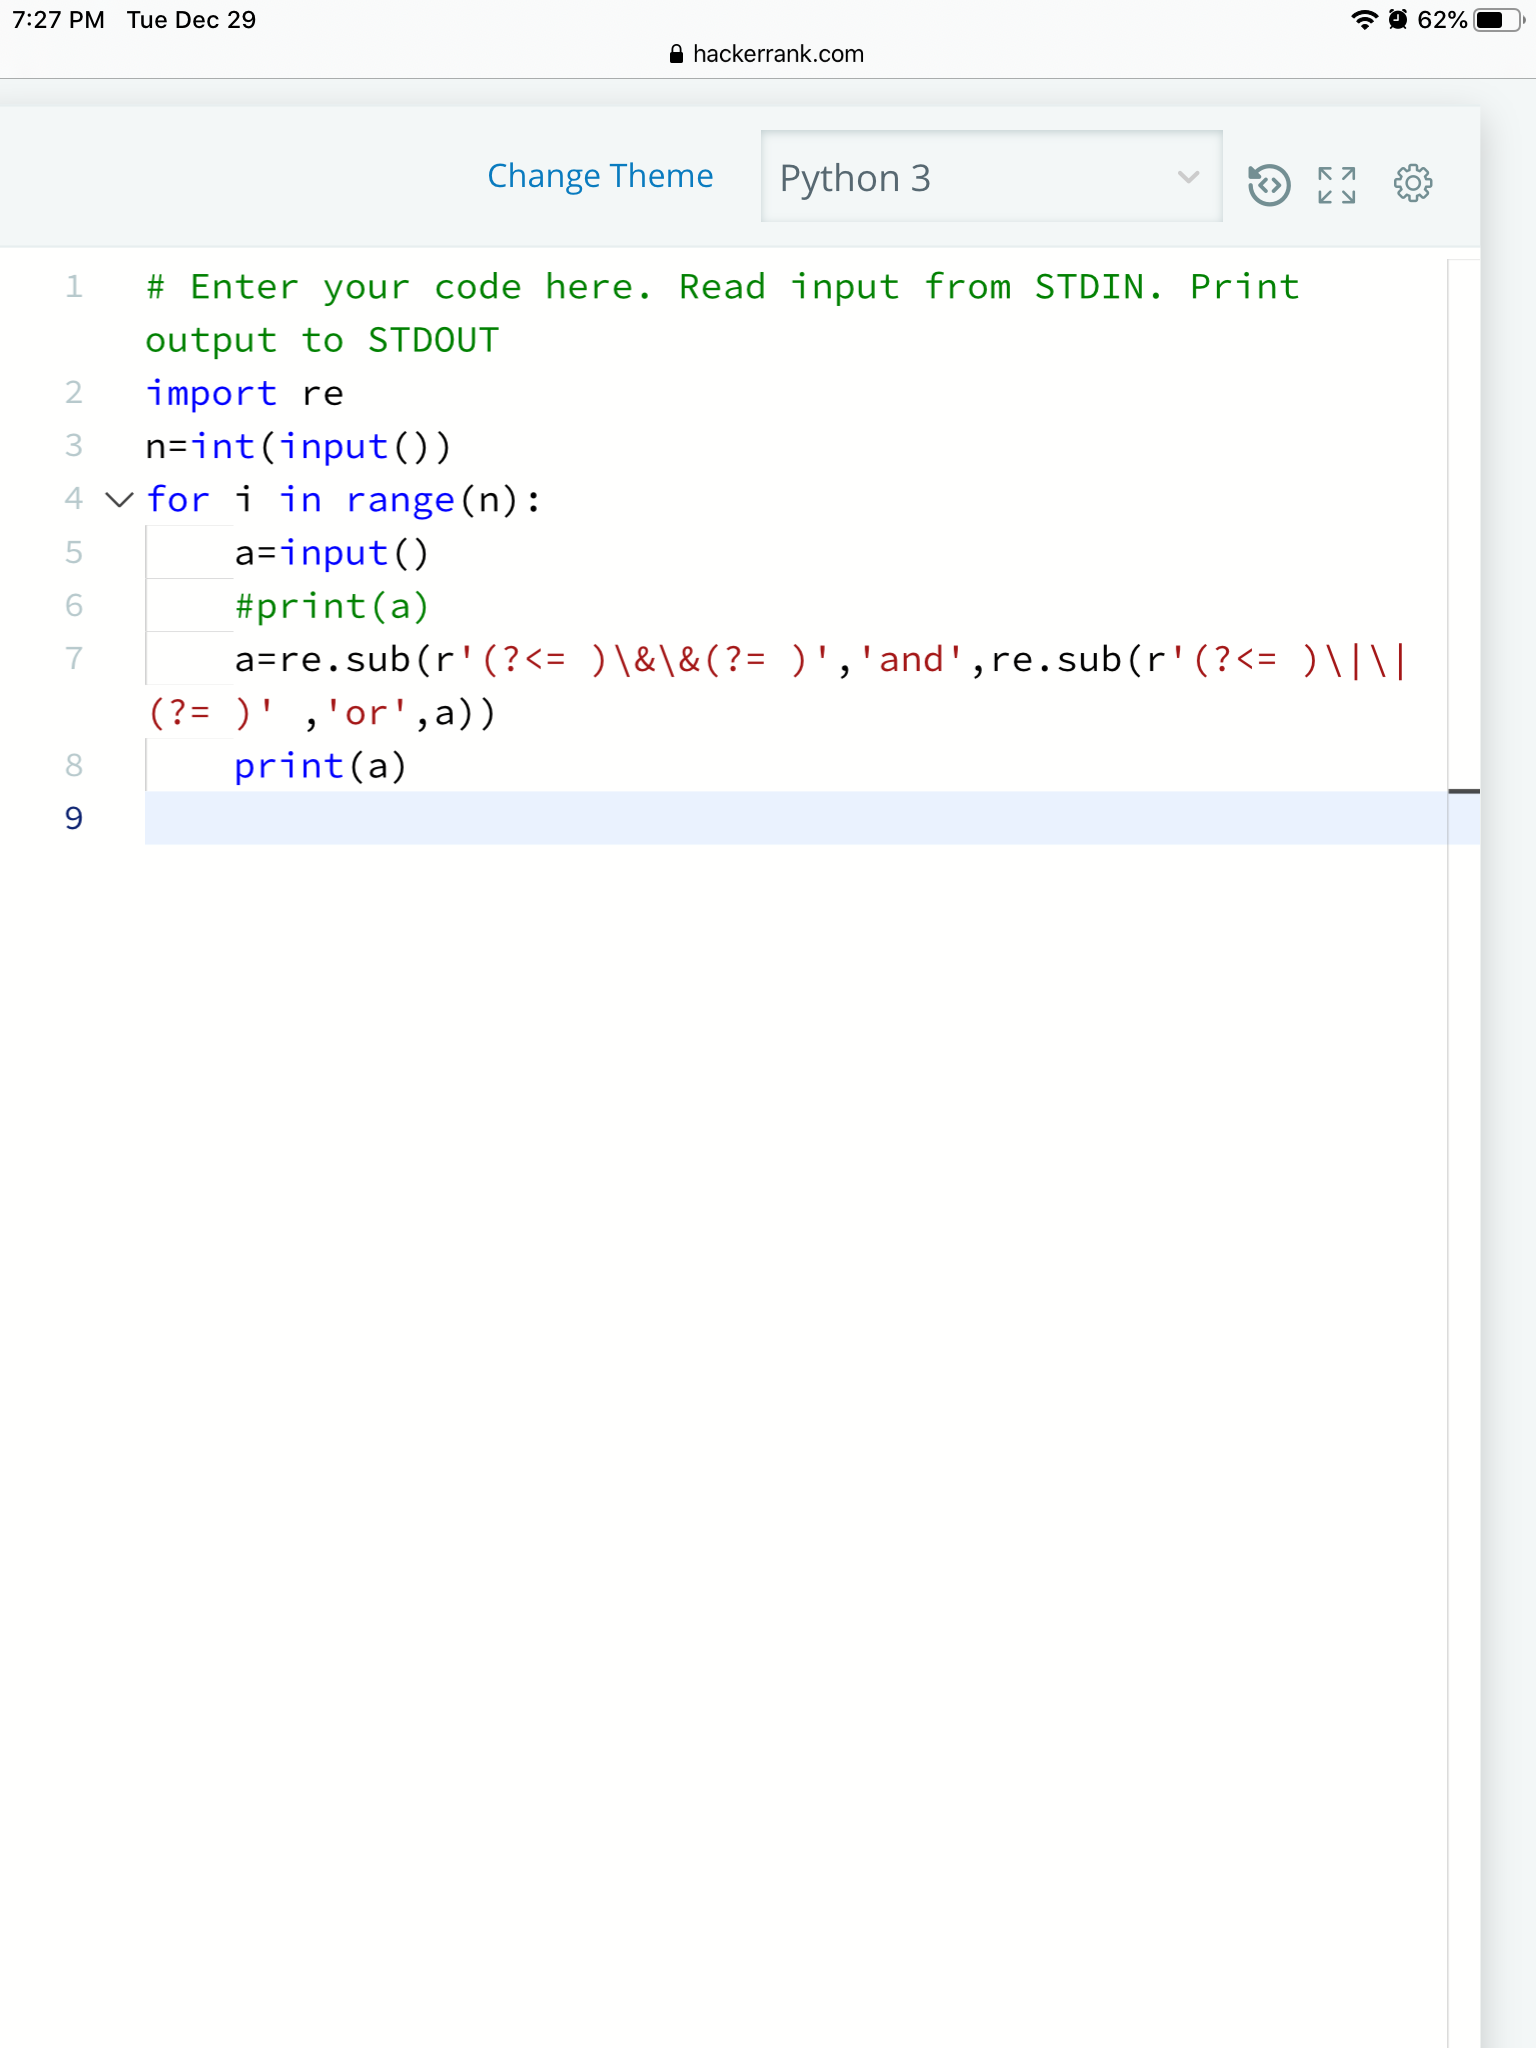 7:27 PM Tue Dec 29
62%
hackerrank.com
Change Theme
Python 3
1 # Enter your code here. Read input from STDIN. Print
output to STDOUT
2 import re
3 n=int(input())
4 for i in range(n):
5 a=input()
6 #print(a)
7 a=re.sub(r'(?<= )\&\&(?= )','and',re.sub(r'(?<= )\|\|
(?= )' ,'or',a))
8 print(a)
9